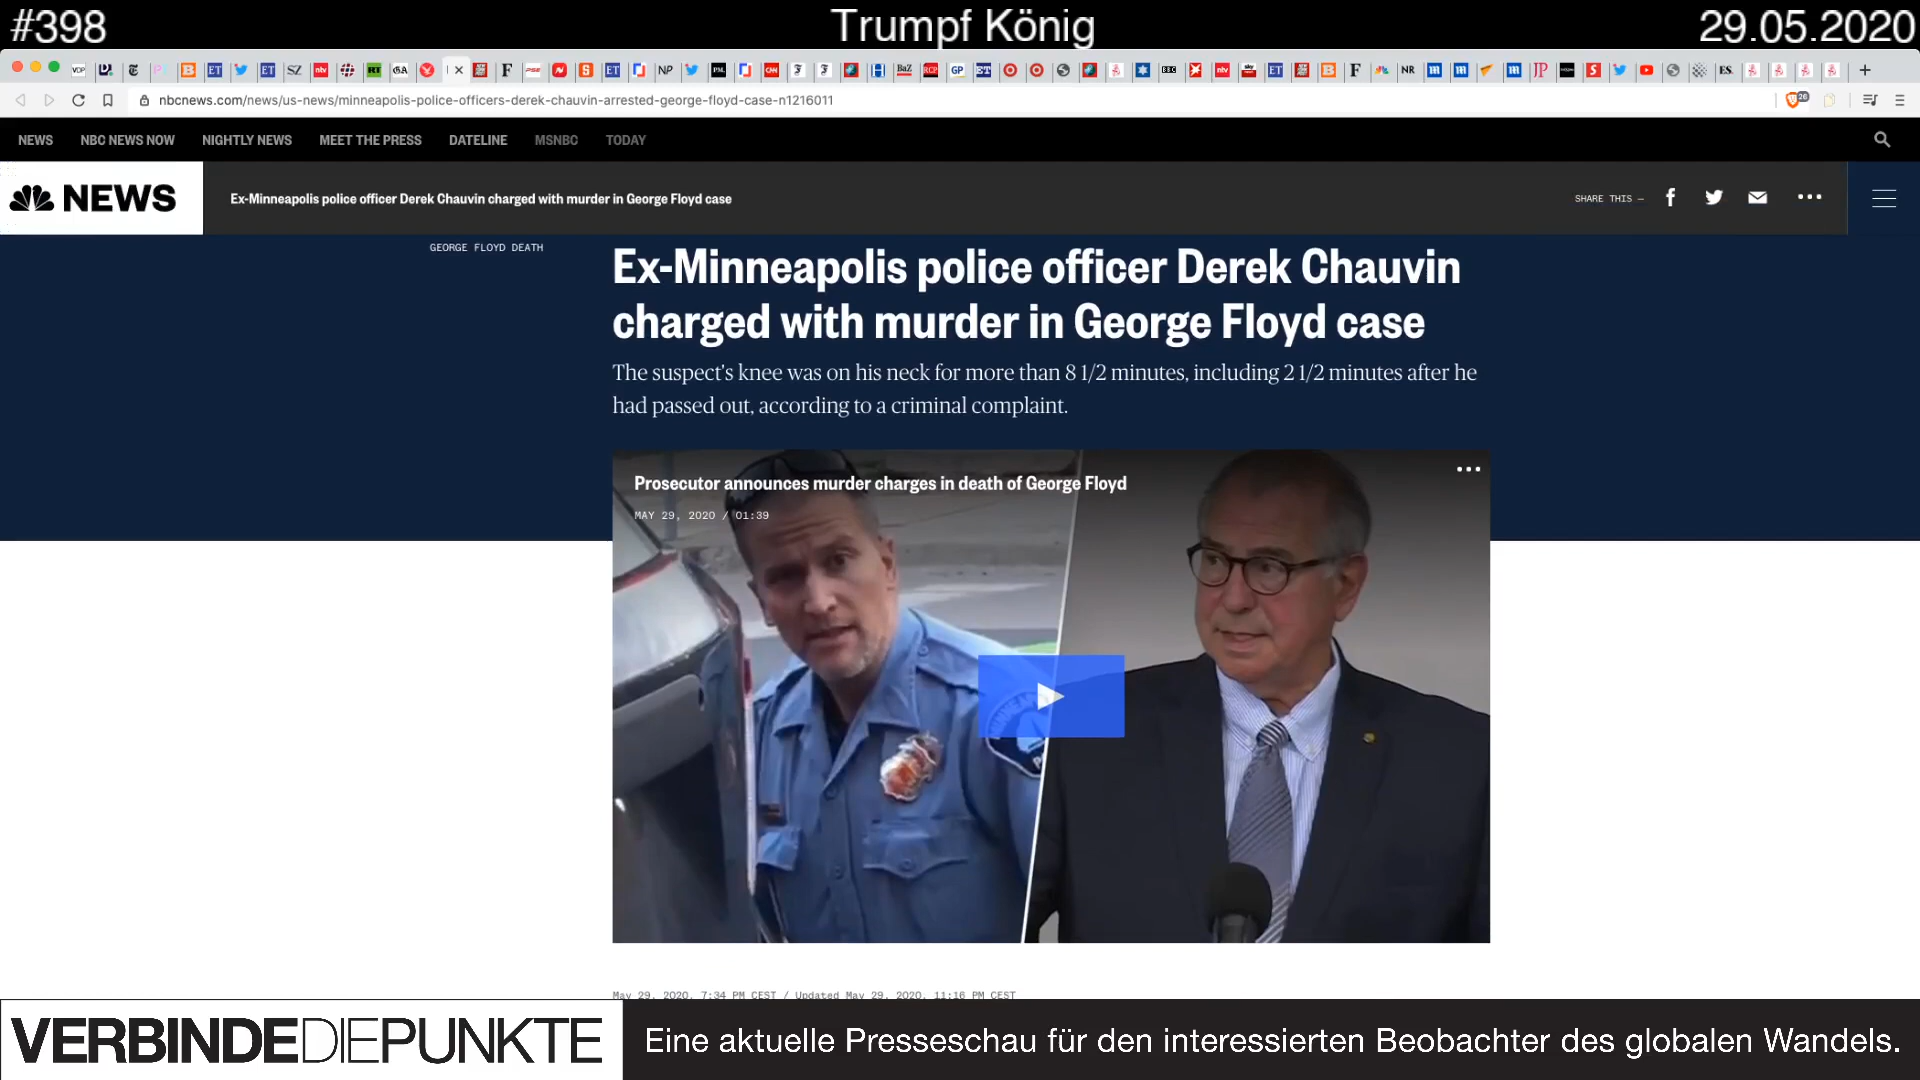 #398
Trumpf König
29.05.2020
nbcnews.com/news/us-news/minneapolis-police-officers-derek-chauvin-arrested-george-floyd-case-n1216011
NEWS NBC NEWS NOW NIGHTLY NEWS MEET THE PRESS DATELINE MSNBC TODAY
NEWS
Ex-Minneapolis police officer Derek Chauvin charged with murder in George Floyd case
SHARE THIS —
GEORGE FLOYD DEATH
Ex-Minneapolis police officer Derek Chauvin
charged with murder in George Floyd case
The suspect's knee was on his neck for more than 8 1/2 minutes, including 2 1/2 minutes after he
had passed out, according to a criminal complaint.
Prosecutor announces murder charges in death of George Floyd
MAY 29, 2020 / 01:39
May 29, 2020, 7:34 PM CEST / Updated May 29, 2020, 11:16 PM CEST
VERBINDEDIEPUNKTE
Eine aktuelle Presseschau für den interessierten Beobachter des globalen Wandels.